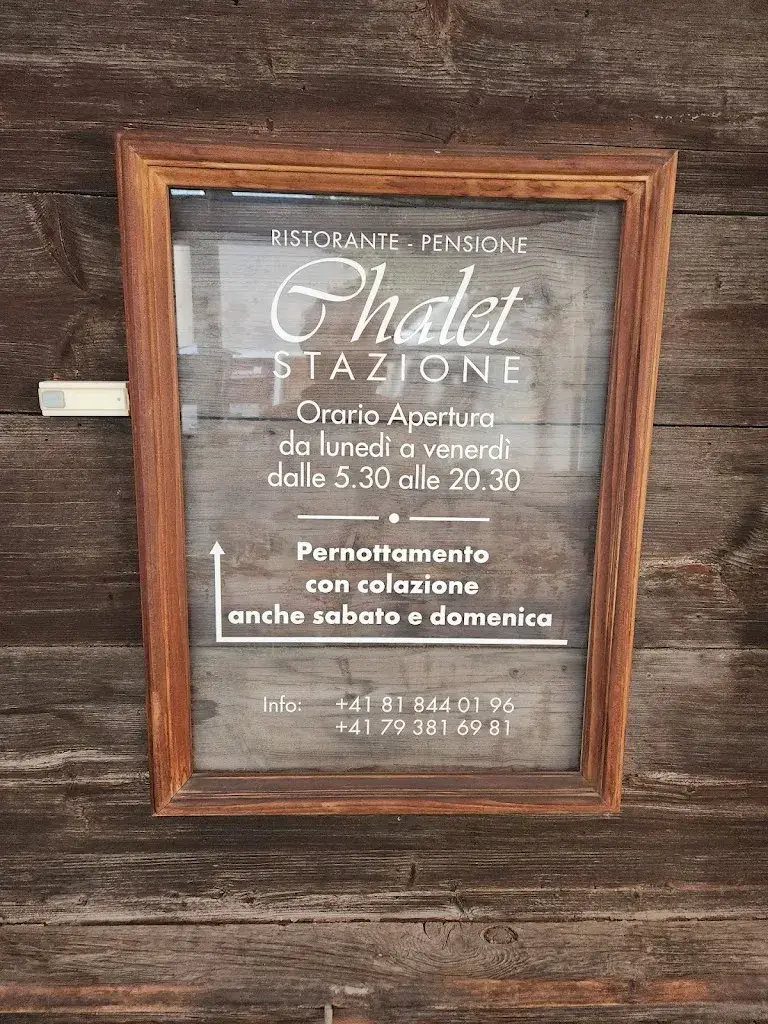 RISTORANTE - PENSIONE
Chalet
STAZIONE
Orario Apertura
da lunedì a venerdì
dalle 5.30 alle 20.30
Pernottamento
con colazione
anche sabato e domenica
Info: +41 81 844 01 96
+41 79 381 69 81